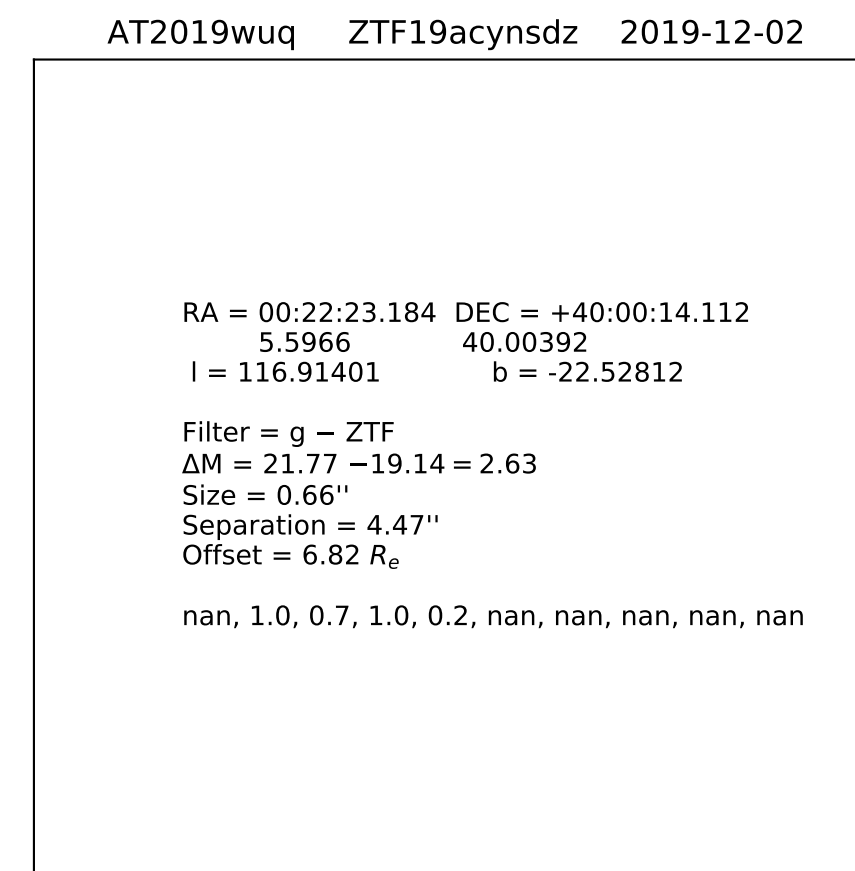 AT2019wuq ZTF19acynsdz 2019-12-02
RA = 00:22:23.184 DEC = +40:00:14.112
5.5966 40.00392
l = 116.91401 b = -22.52812
Filter = g − ZTF
ΔM = 21.77 −19.14 = 2.63
Size = 0.66''
Separation = 4.47''
Offset = 6.82 Re
nan, 1.0, 0.7, 1.0, 0.2, nan, nan, nan, nan, nan